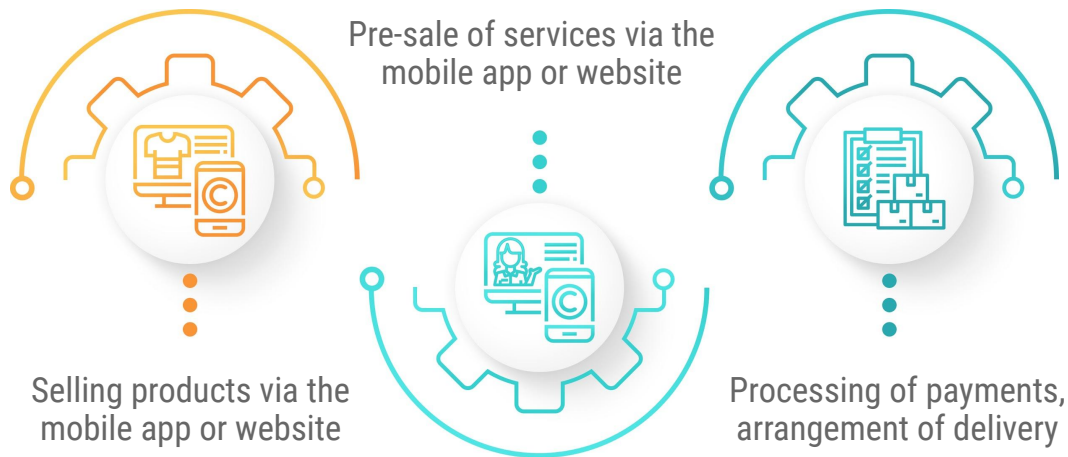 Pre-sale of services via the
mobile app or website
Selling products via the
mobile app or website
Processing of payments,
arrangement of delivery